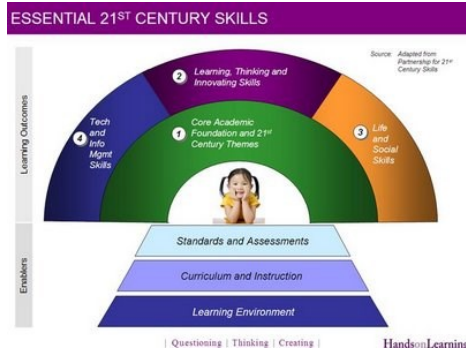 ESSENTIAL 21ST CENTURY SKILLS
Source: Adapted from
Partnership for 21st
Century Skills
Learning Outcomes
2
Learning, Thinking and
Innovating Skills
4
Tech
and
Info
Mgmt
Skills
1
Core Academic
Foundation and 21st
Century Themes
3
Life
and
Social
Skills
Enablers
Standards and Assessments
Curriculum and Instruction
Learning Environment
| Questioning | Thinking | Creating |
HandsonLearning